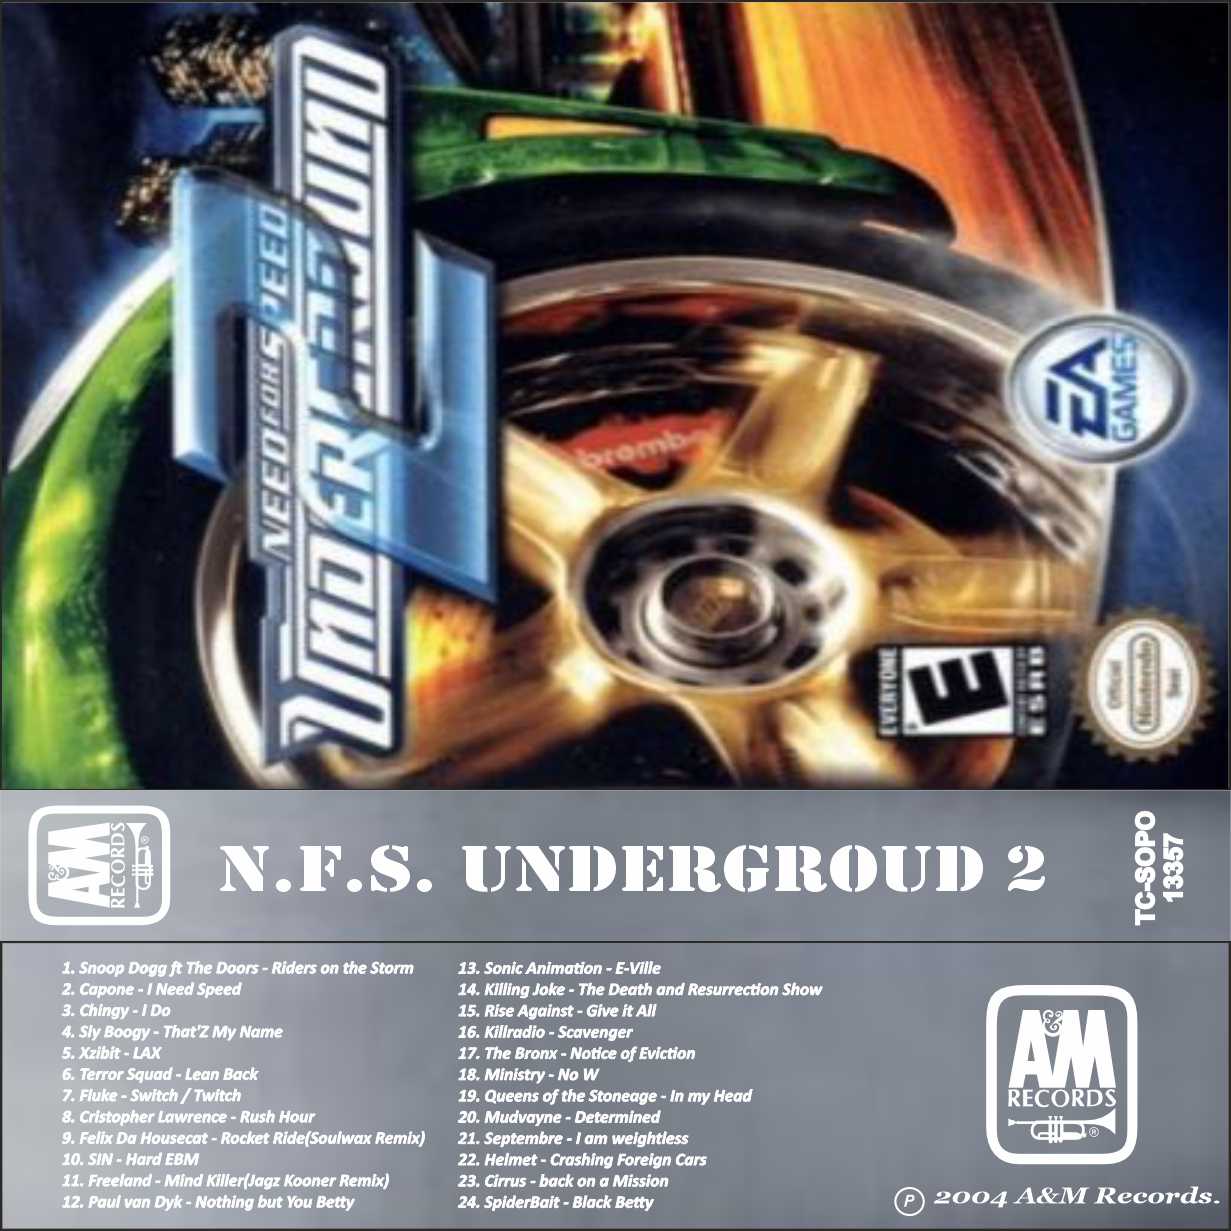 NEED FOR SPEED
UNDERGROUND
2
brembo
EA
GAMES
EVERYONE
E
ESRB
Official
Nintendo
Seal
A&M
RECORDS
®
N.F.S. UNDERGROUD 2
TC-SOPO
13357
1. Snoop Dogg ft The Doors - Riders on the Storm
2. Capone - I Need Speed
3. Chingy - I Do
4. Sly Boogy - That'Z My Name
5. Xzibit - LAX
6. Terror Squad - Lean Back
7. Fluke - Switch / Twitch
8. Cristopher Lawrence - Rush Hour
9. Felix Da Housecat - Rocket Ride(Soulwax Remix)
10. SIN - Hard EBM
11. Freeland - Mind Killer(Jagz Kooner Remix)
12. Paul van Dyk - Nothing but You Betty
13. Sonic Animation - E-Ville
14. Killing Joke - The Death and Resurrection Show
15. Rise Against - Give it All
16. Killradio - Scavenger
17. The Bronx - Notice of Eviction
18. Ministry - No W
19. Queens of the Stoneage - In my Head
20. Mudvayne - Determined
21. Septembre - I am weightless
22. Helmet - Crashing Foreign Cars
23. Cirrus - back on a Mission
24. SpiderBait - Black Betty
A&M
RECORDS
®
P 2004 A&M Records.